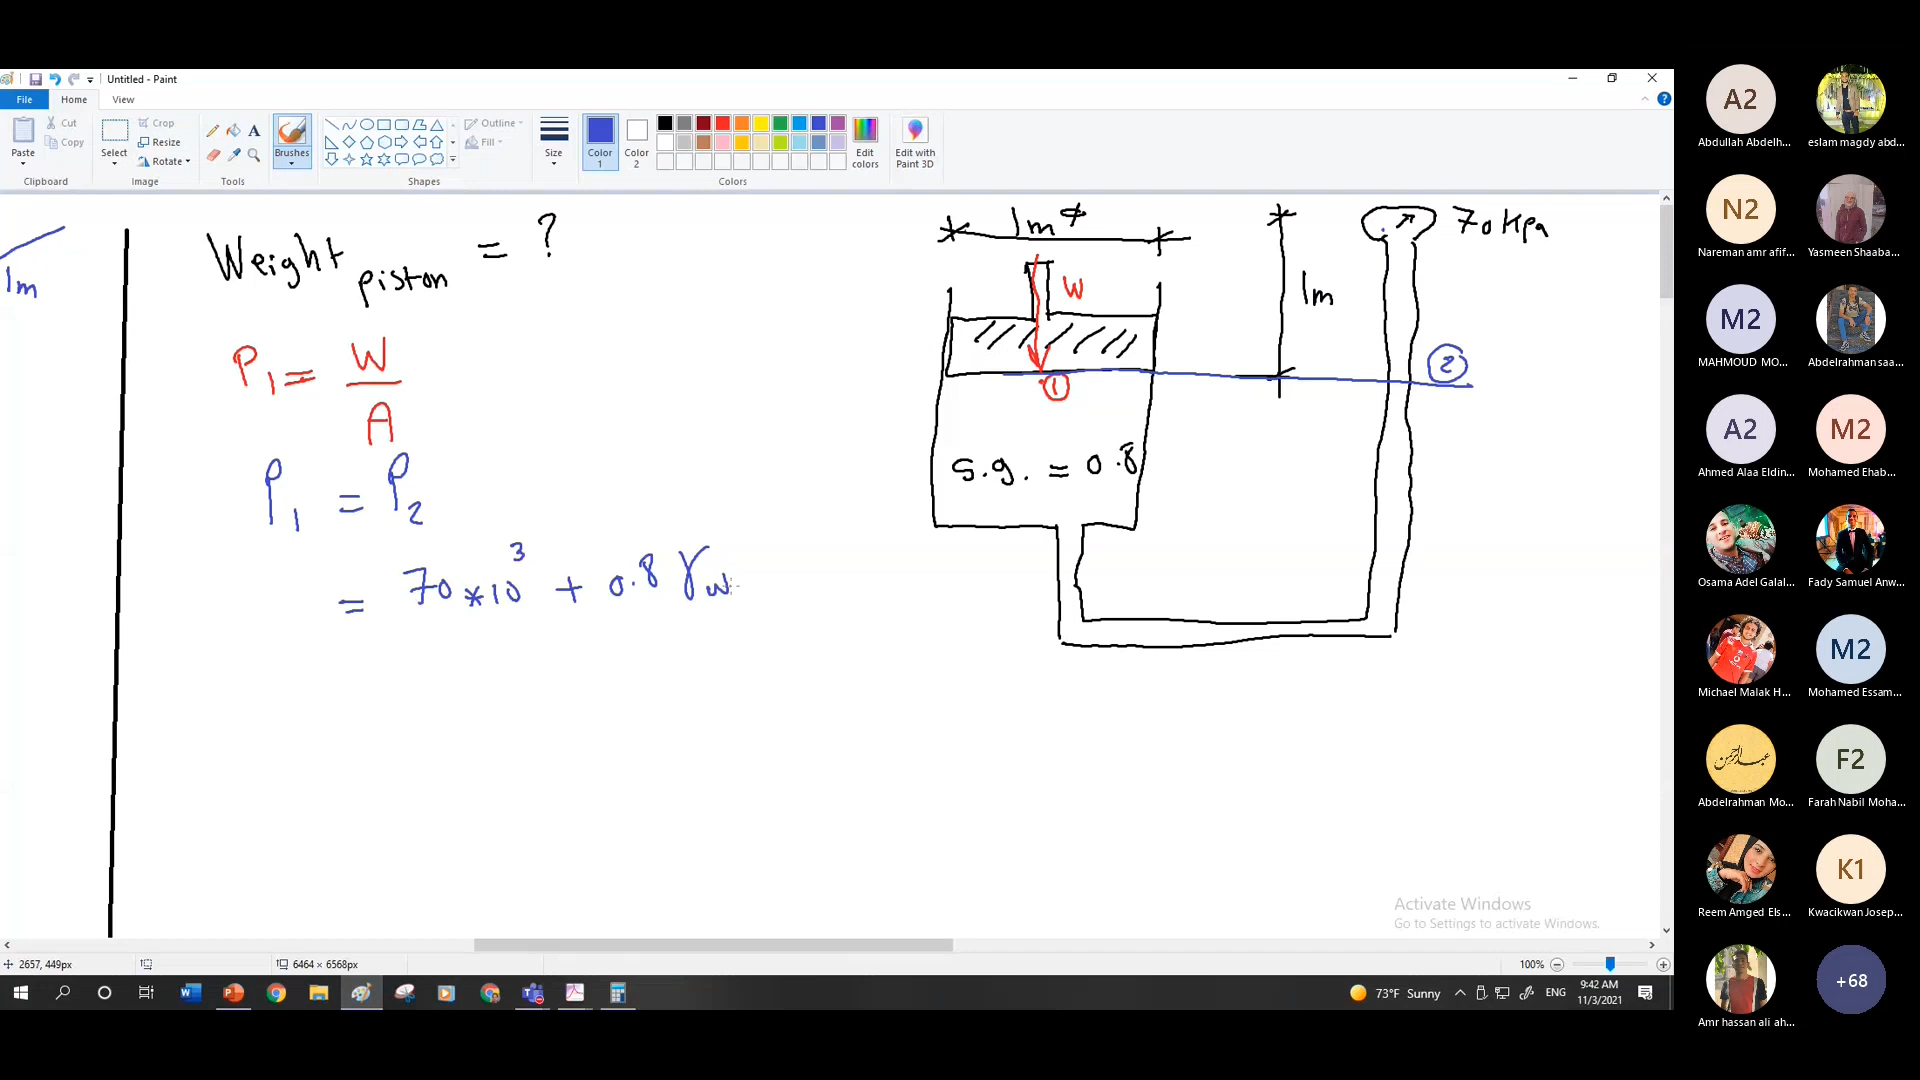 Untitled - Paint
File Home View
Paste
Cut
Copy
Clipboard
Select
Crop
Resize
Rotate
Image
Tools
Brushes
Shapes
Outline
Fill
Size
Color 1
Color 2
Colors
Edit colors
Edit with Paint 3D
1m
Weight piston = ?
P1 = W
A
P1 = P2
= 70*10³ + 0.8 γw
1m φ
W
①
s.g. = 0.8
1m
70 Kpa
②
Activate Windows
Go to Settings to activate Windows.
2657, 449px
6464 × 6568px
100%
73°F Sunny
ENG
9:42 AM
11/3/2021
A2
Abdullah Abdelh...
eslam magdy abd...
N2
Nareman amr afif...
Yasmeen Shaaba...
M2
MAHMOUD MO...
Abdelrahman saa...
A2
Ahmed Alaa Eldin...
M2
Mohamed Ehab...
Osama Adel Galal...
Fady Samuel Anw...
Michael Malak H...
M2
Mohamed Essam...
عبدالرحمن
Abdelrahman Mo...
F2
Farah Nabil Moha...
Reem Amged Els...
K1
Kwacikwan Josep...
Amr hassan ali ah...
+68